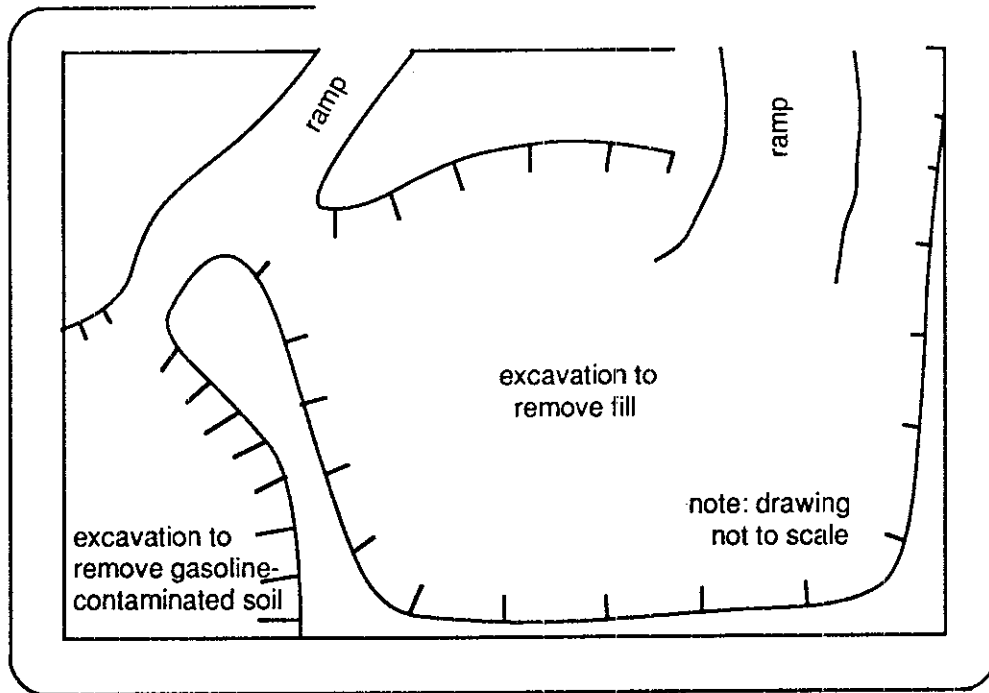 ramp
ramp
excavation to
remove fill
note: drawing
not to scale
excavation to
remove gasoline-
contaminated soil